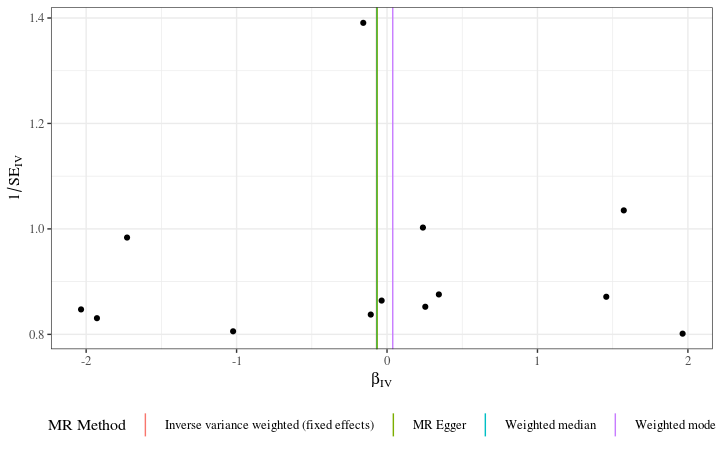 1.4
1.2
1.0
0.8
1/SE_IV
-2
-1
0
1
2
β_IV
MR Method
Inverse variance weighted (fixed effects)
MR Egger
Weighted median
Weighted mode